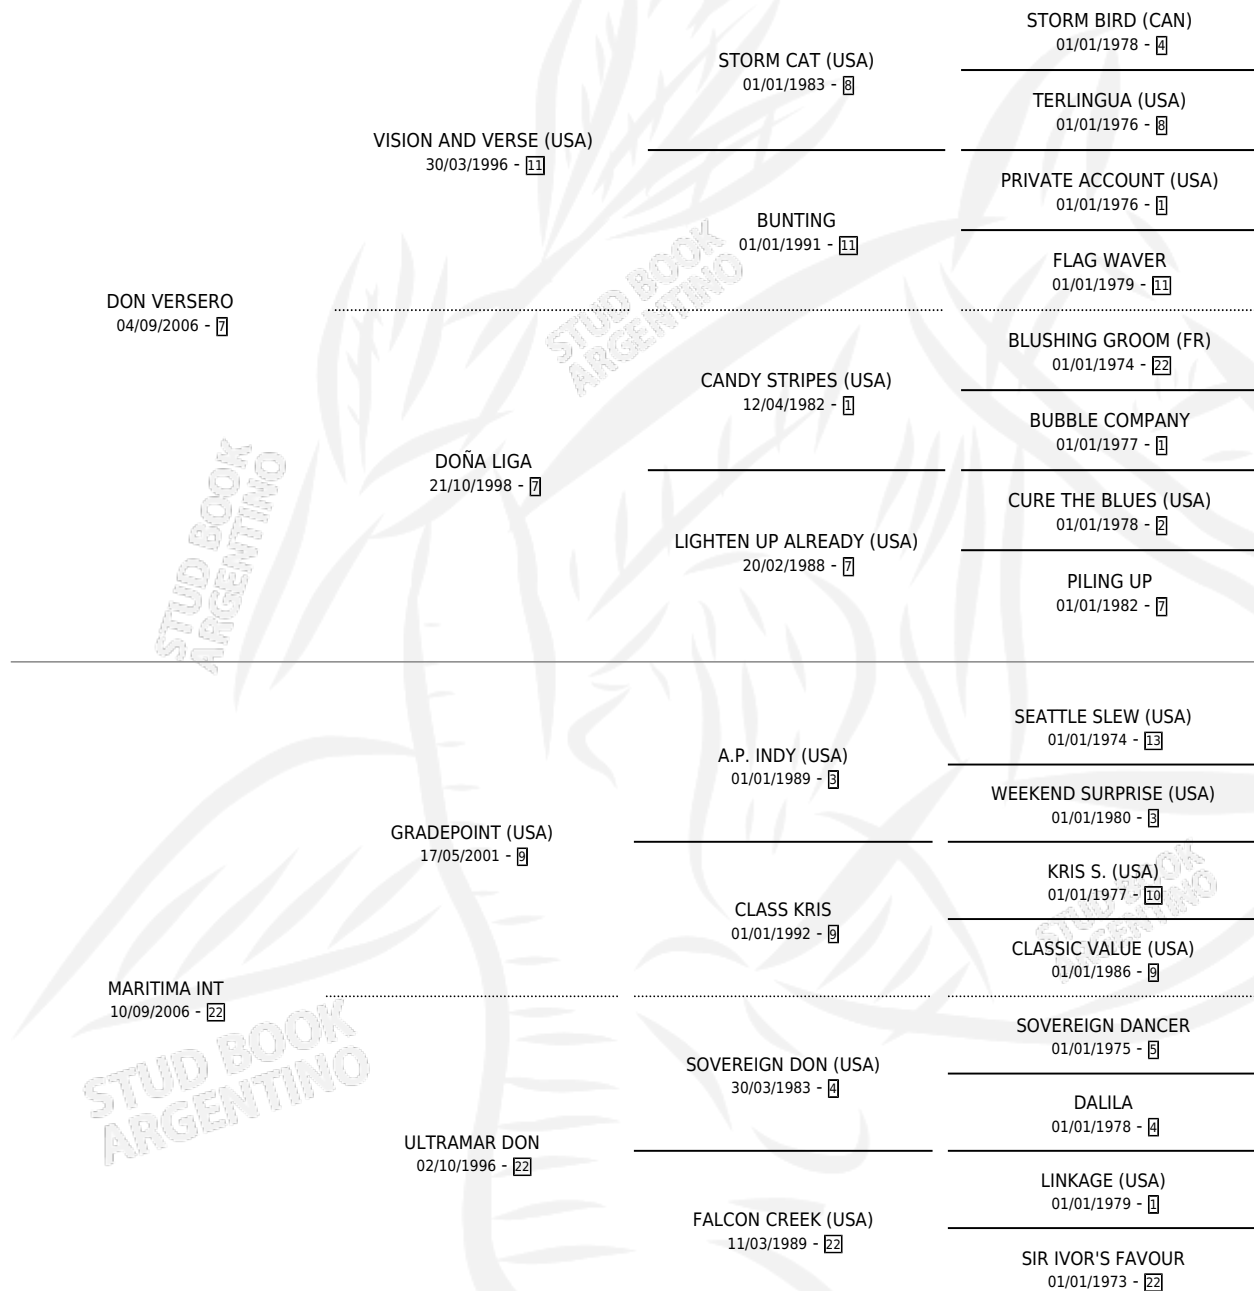 DON VERSERO
04/09/2006 - 7
VISION AND VERSE (USA)
30/03/1996 - 11
STORM CAT (USA)
01/01/1983 - 8
STORM BIRD (CAN)
01/01/1978 - 4
TERLINGUA (USA)
01/01/1976 - 8
BUNTING
01/01/1991 - 11
PRIVATE ACCOUNT (USA)
01/01/1976 - 1
FLAG WAVER
01/01/1979 - 11
DOÑA LIGA
21/10/1998 - 7
CANDY STRIPES (USA)
12/04/1982 - 1
BLUSHING GROOM (FR)
01/01/1974 - 22
BUBBLE COMPANY
01/01/1977 - 1
LIGHTEN UP ALREADY (USA)
20/02/1988 - 7
CURE THE BLUES (USA)
01/01/1978 - 2
PILING UP
01/01/1982 - 7
MARITIMA INT
10/09/2006 - 22
GRADEPOINT (USA)
17/05/2001 - 9
A.P. INDY (USA)
01/01/1989 - 3
SEATTLE SLEW (USA)
01/01/1974 - 13
WEEKEND SURPRISE (USA)
01/01/1980 - 3
CLASS KRIS
01/01/1992 - 9
KRIS S. (USA)
01/01/1977 - 10
CLASSIC VALUE (USA)
01/01/1986 - 9
ULTRAMAR DON
02/10/1996 - 22
SOVEREIGN DON (USA)
30/03/1983 - 4
SOVEREIGN DANCER
01/01/1975 - 5
DALILA
01/01/1978 - 4
FALCON CREEK (USA)
11/03/1989 - 22
LINKAGE (USA)
01/01/1979 - 1
SIR IVOR'S FAVOUR
01/01/1973 - 22
STUD BOOK
ARGENTINO
STUD BOOK
ARGENTINO
STUD BOOK
ARGENTINO
STUD BOOK
ARGENTINO